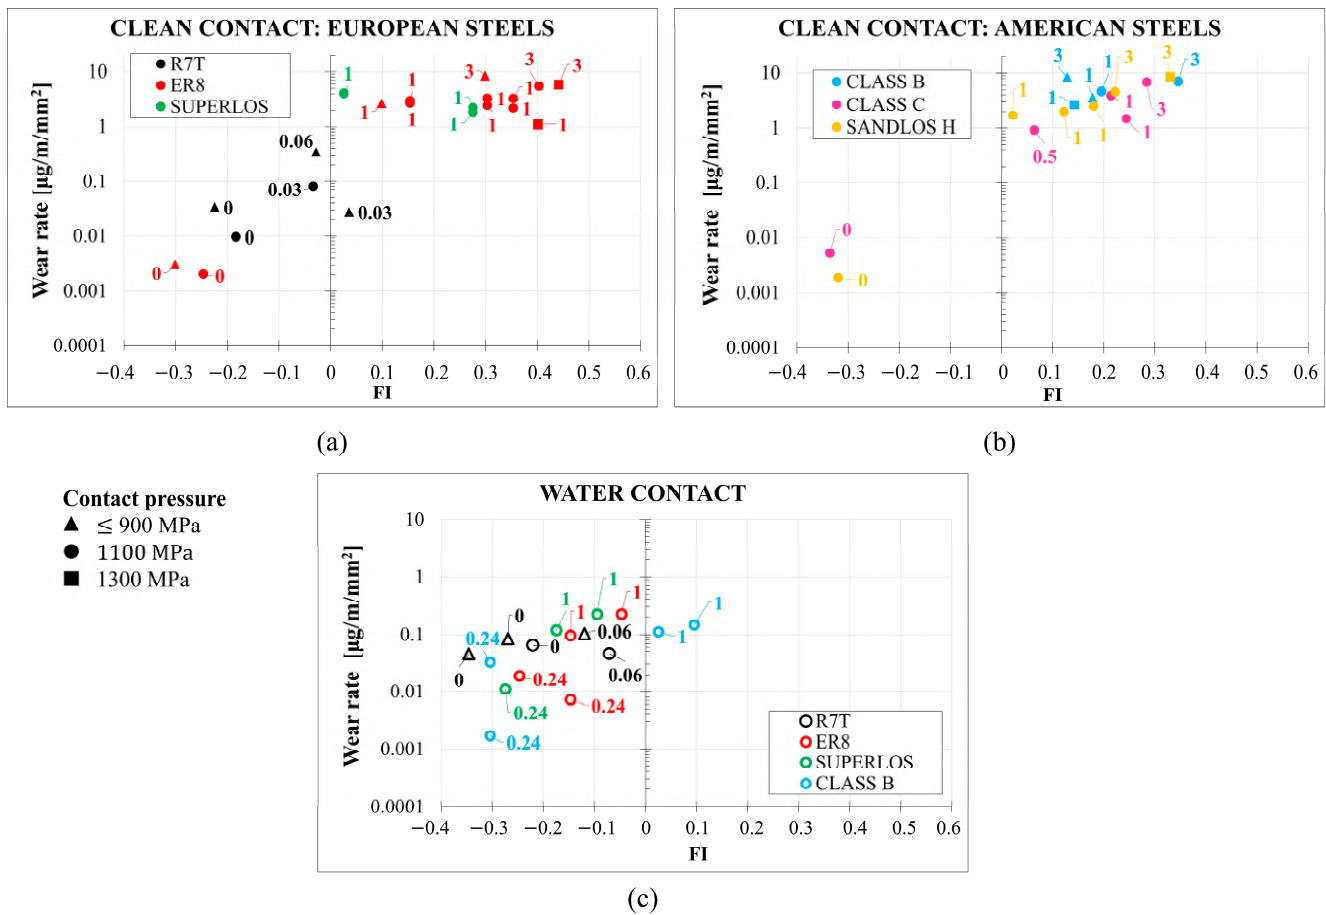 CLEAN CONTACT: EUROPEAN STEELS
R7T
ER8
SUPERLOS
Wear rate [µg/m/mm²]
10
1
0.1
0.01
0.001
0.0001
−0.4 −0.3 −0.2 −0.1 0 0.1 0.2 0.3 0.4 0.5 0.6
FI
1
1
3
3
3
1
1
1
1
1
1
1
1
1
0.06
0.03
0.03
0
0
0
0
(a)
CLEAN CONTACT: AMERICAN STEELS
CLASS B
CLASS C
SANDLOS H
Wear rate [µg/m/mm²]
10
1
0.1
0.01
0.001
0.0001
−0.4 −0.3 −0.2 −0.1 0 0.1 0.2 0.3 0.4 0.5 0.6
FI
3
1
1
3
3
3
1
1
1
3
1
1
1
0.5
0
0
(b)
Contact pressure
≤ 900 MPa
1100 MPa
1300 MPa
WATER CONTACT
Wear rate [µg/m/mm²]
10
1
0.1
0.01
0.001
0.0001
−0.4 −0.3 −0.2 −0.1 0 0.1 0.2 0.3 0.4 0.5 0.6
FI
1
1
1
0
1
1
1
0.24
0
0.06
0
0.06
0.24
0.24
0.24
0.24
R7T
ER8
SUPERLOS
CLASS B
(c)